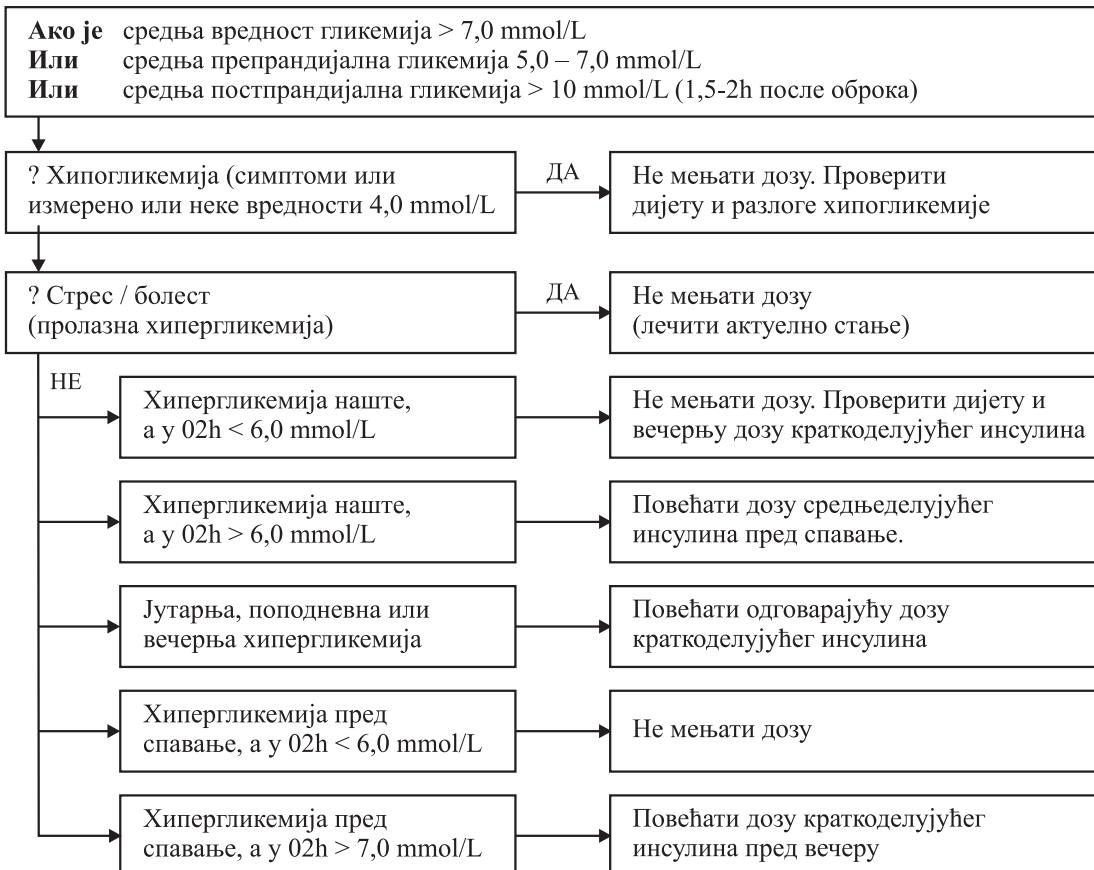 Ако је средња вредност гликемија > 7,0 mmol/L
Или средња препрандијална гликемија 5,0 – 7,0 mmol/L
Или средња постпрандијална гликемија > 10 mmol/L (1,5-2h после оброка)
? Хипогликемија (симптоми или
измерено или неке вредности 4,0 mmol/L
ДА
Не мењати дозу. Проверити
дијету и разлоге хипогликемије
? Стрес / болест
(пролазна хипергликемија)
ДА
Не мењати дозу
(лечити актуелно стање)
НЕ
Хипергликемија наште,
а у 02h < 6,0 mmol/L
Не мењати дозу. Проверити дијету и
вечерњу дозу краткоделујућег инсулина
Хипергликемија наште,
а у 02h > 6,0 mmol/L
Повећати дозу средњеделујућег
инсулина пред спавање.
Јутарња, поподневна или
вечерња хипергликемија
Повећати одговарајућу дозу
краткоделујућег инсулина
Хипергликемија пред
спавање, а у 02h < 6,0 mmol/L
Не мењати дозу
Хипергликемија пред
спавање, а у 02h > 7,0 mmol/L
Повећати дозу краткоделујућег
инсулина пред вечеру